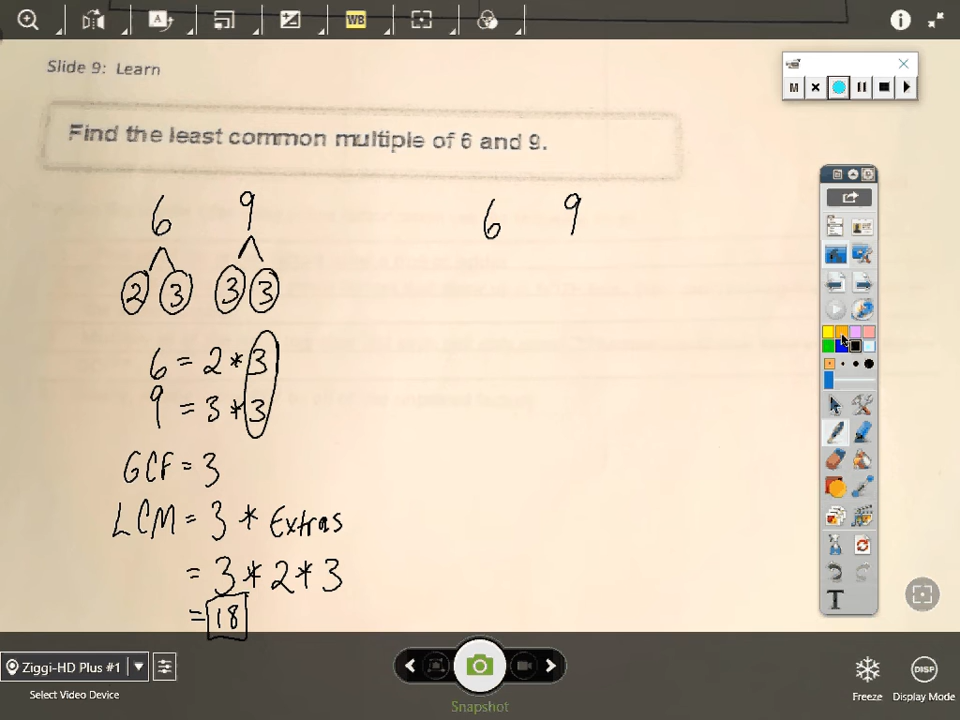 A
WB
i
Slide 9: Learn
M
Find the least common multiple of 6 and 9.
6 9
6 9
2 3 3 3
6 = 2 * 3
9 = 3 * 3
GCF = 3
LCM = 3 * Extras
= 3 * 2 * 3
= 18
T
Ziggi-HD Plus #1
Select Video Device
Snapshot
Freeze
DISP
Display Mode